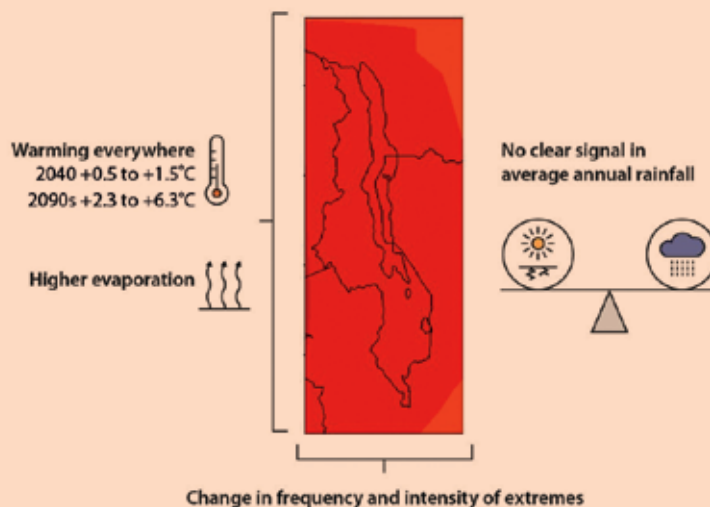 Warming everywhere
2040 +0.5 to +1.5°C
2090s +2.3 to +6.3°C
Higher evaporation
No clear signal in
average annual rainfall
Change in frequency and intensity of extremes